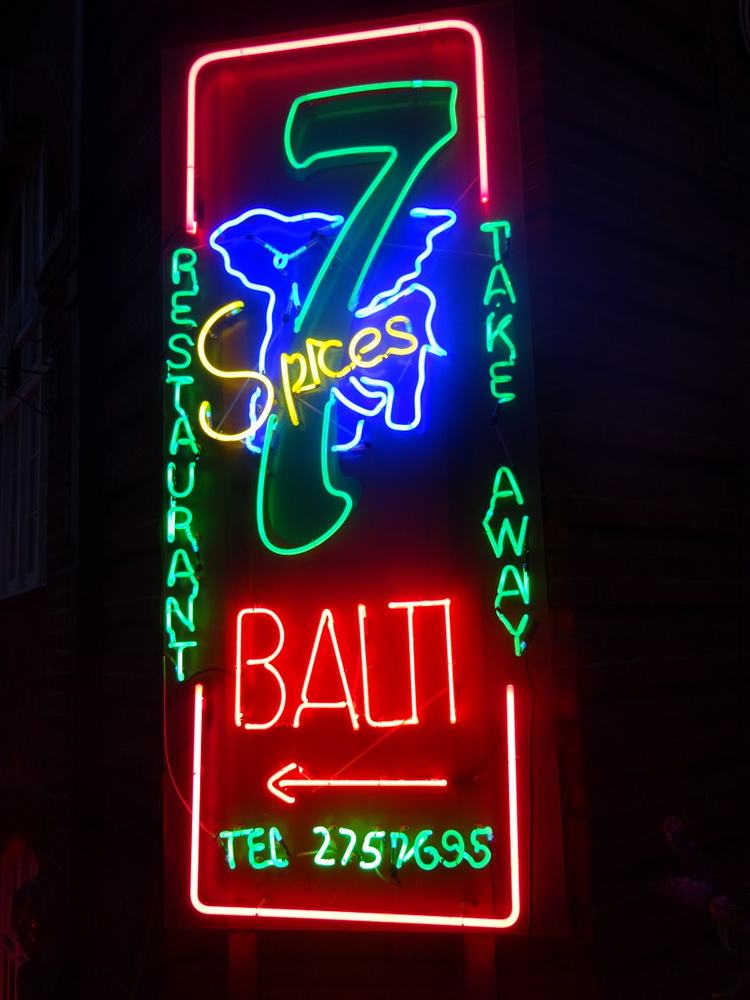 7
Spices
RESTAURANT
TAKE AWAY
BALTI
TEL 2757695